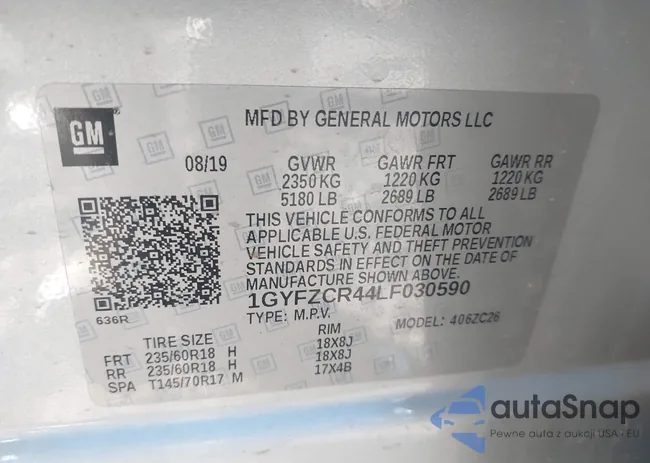 GM
MFD BY GENERAL MOTORS LLC
08/19 GVWR GAWR FRT GAWR RR
2350 KG 1220 KG 1220 KG
5180 LB 2689 LB 2689 LB
THIS VEHICLE CONFORMS TO ALL
APPLICABLE U.S. FEDERAL MOTOR
VEHICLE SAFETY AND THEFT PREVENTION
STANDARDS IN EFFECT ON THE DATE OF
MANUFACTURE SHOWN ABOVE.
1GYFZCR44LF030590
636R
TYPE: M.P.V. MODEL: 406ZC26
TIRE SIZE RIM
FRT 235/60R18 H 18X8J
RR 235/60R18 H 18X8J
SPA T145/70R17 M 17X4B
autaSnap
Pewne auta z aukcji USA - EU